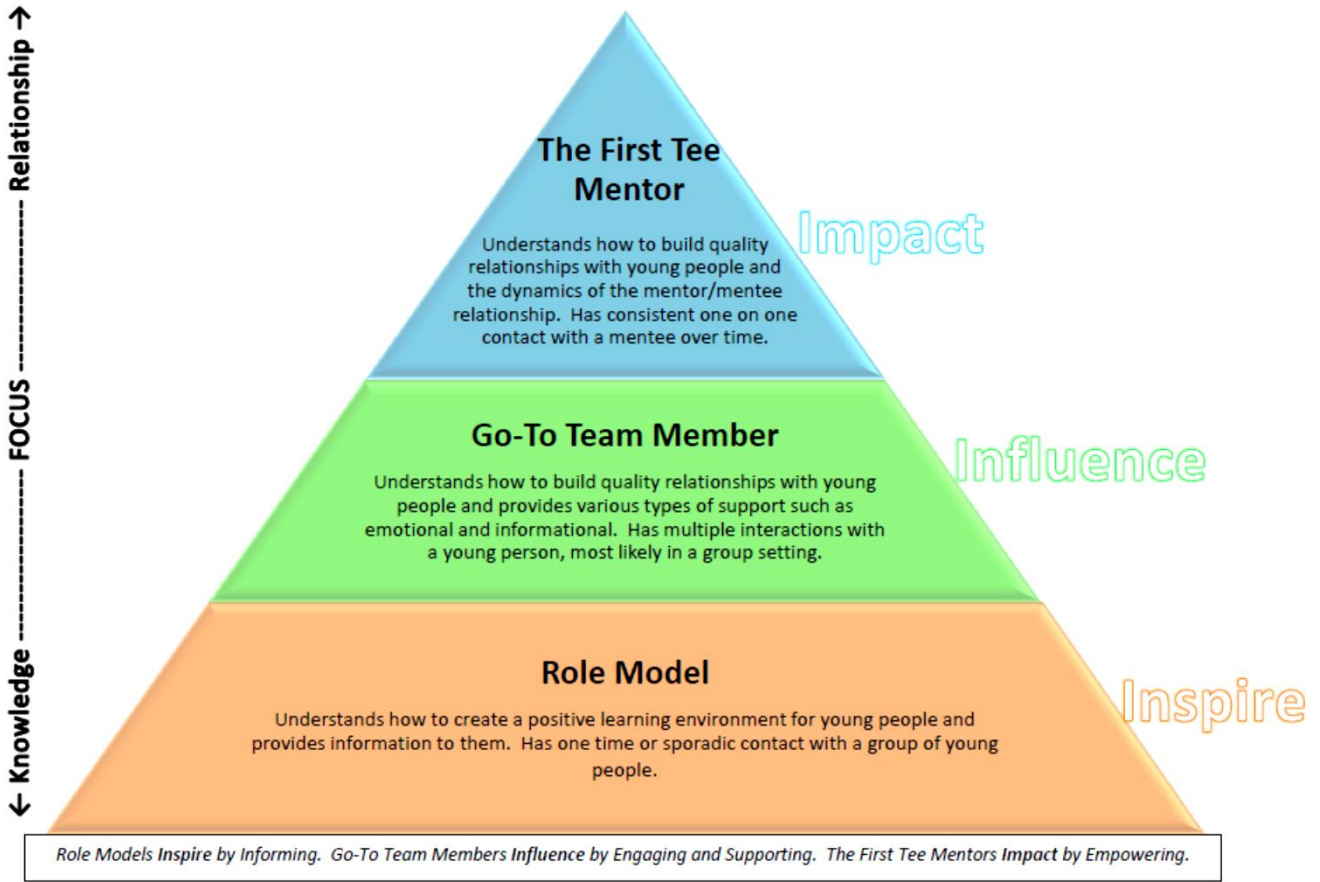 ← Knowledge ------------- FOCUS ------------- Relationship →
The First Tee
Mentor
Understands how to build quality
relationships with young people and
the dynamics of the mentor/mentee
relationship.  Has consistent one on one
contact with a mentee over time.
Impact
Go-To Team Member
Understands how to build quality relationships with young
people and provides various types of support such as
emotional and informational.  Has multiple interactions with
a young person, most likely in a group setting.
Influence
Role Model
Understands how to create a positive learning environment for young people and
provides information to them.  Has one time or sporadic contact with a group of young
people.
Inspire
Role Models Inspire by Informing.  Go-To Team Members Influence by Engaging and Supporting.  The First Tee Mentors Impact by Empowering.